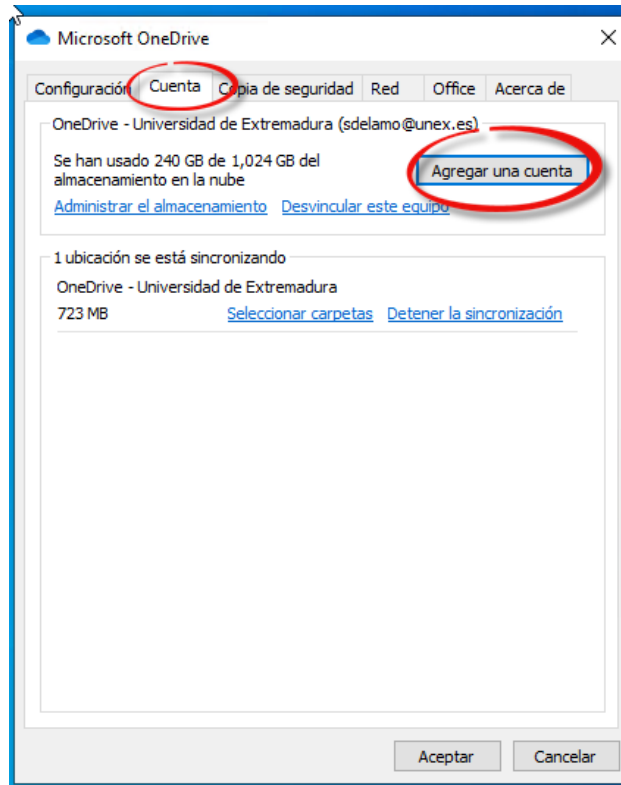 Microsoft OneDrive
Configuración Cuenta Copia de seguridad Red Office Acerca de
OneDrive - Universidad de Extremadura (sdelamo@unex.es)
Se han usado 240 GB de 1,024 GB del
almacenamiento en la nube
Agregar una cuenta
Administrar el almacenamiento Desvincular este equipo
1 ubicación se está sincronizando
OneDrive - Universidad de Extremadura
723 MB Seleccionar carpetas Detener la sincronización
Aceptar Cancelar